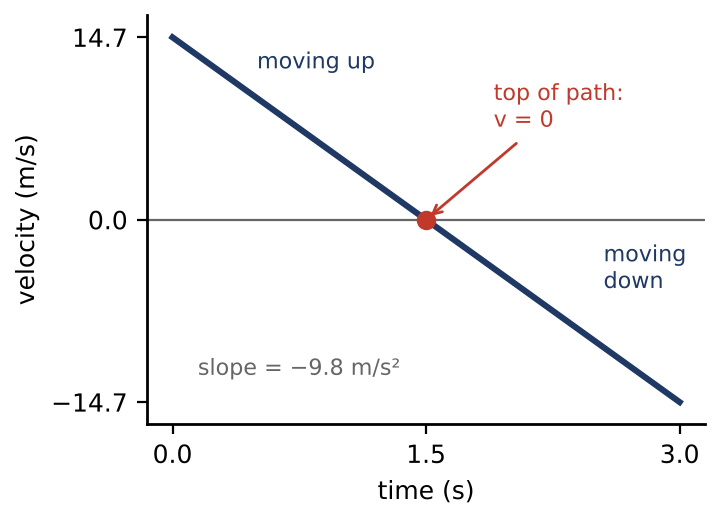 14.7
moving up
top of path:
v = 0
velocity (m/s)
0.0
moving
down
slope = −9.8 m/s²
−14.7
0.0
1.5
3.0
time (s)